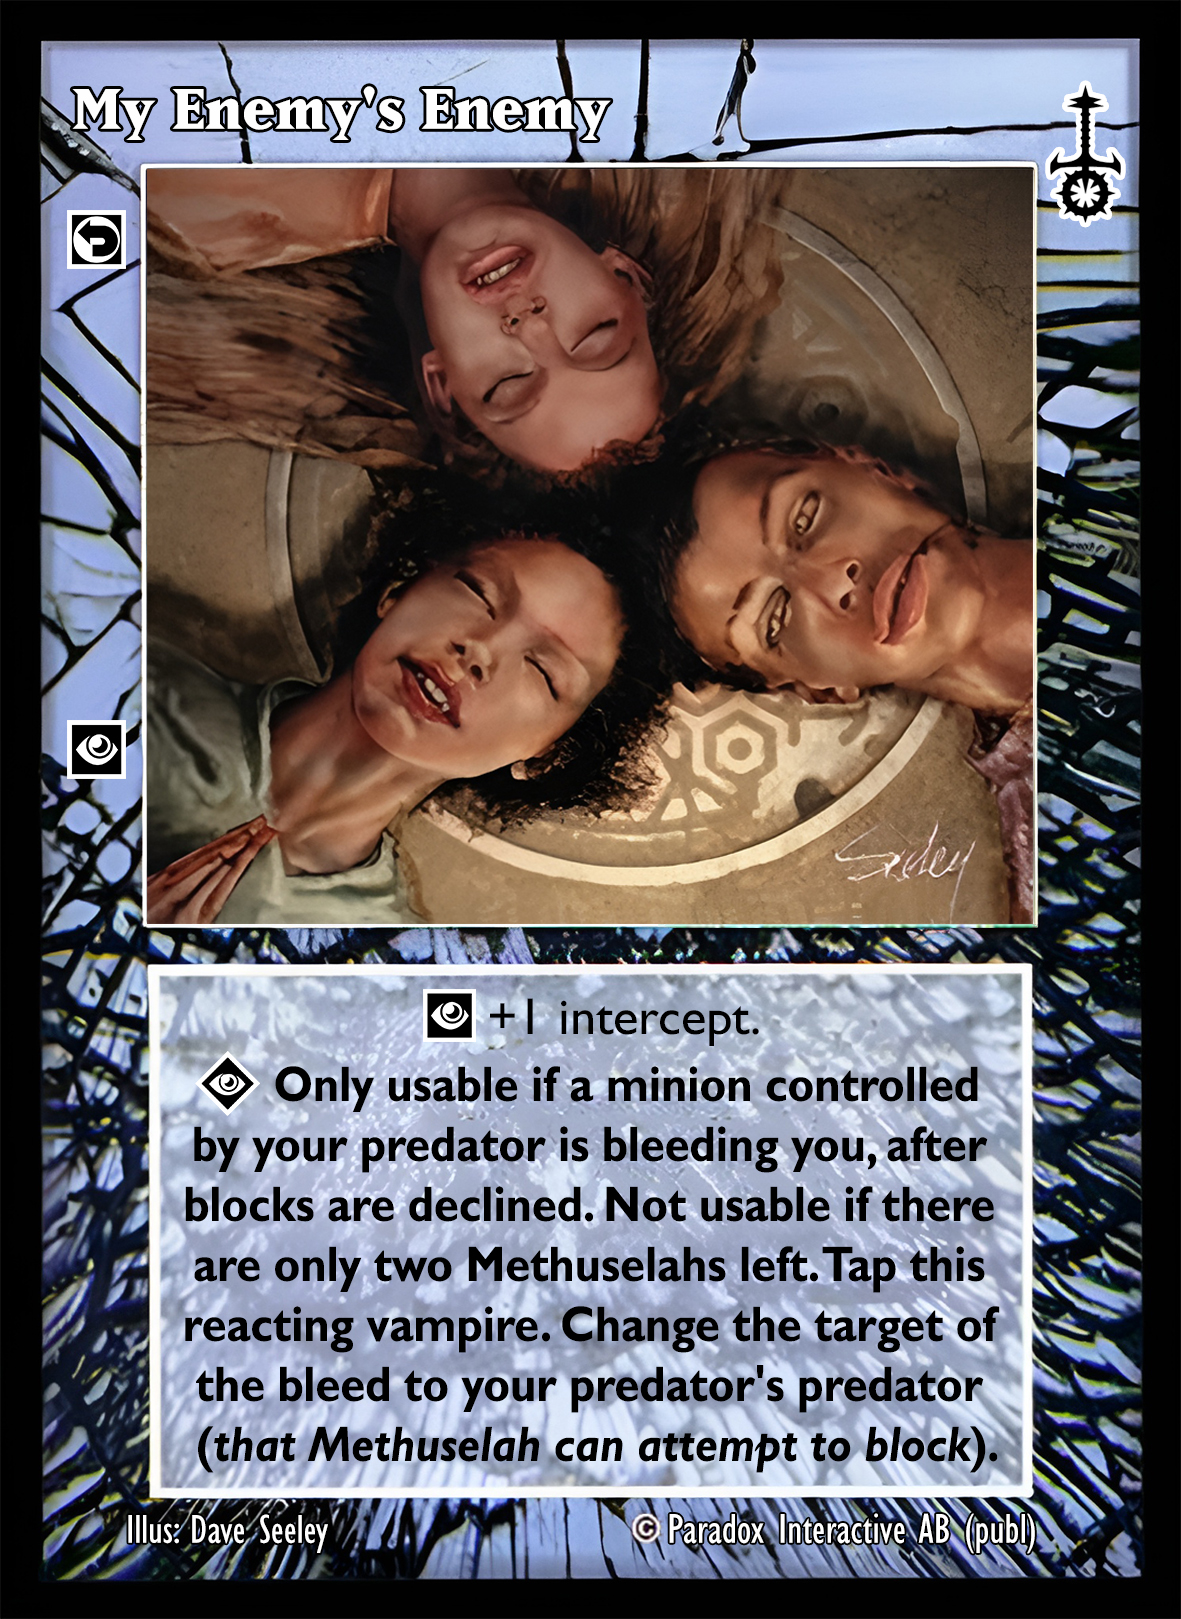 My Enemy's Enemy
Seeley
+1 intercept.
Only usable if a minion controlled
by your predator is bleeding you, after
blocks are declined. Not usable if there
are only two Methuselahs left. Tap this
reacting vampire. Change the target of
the bleed to your predator's predator
(that Methuselah can attempt to block).
Illus: Dave Seeley
© Paradox Interactive AB (publ)